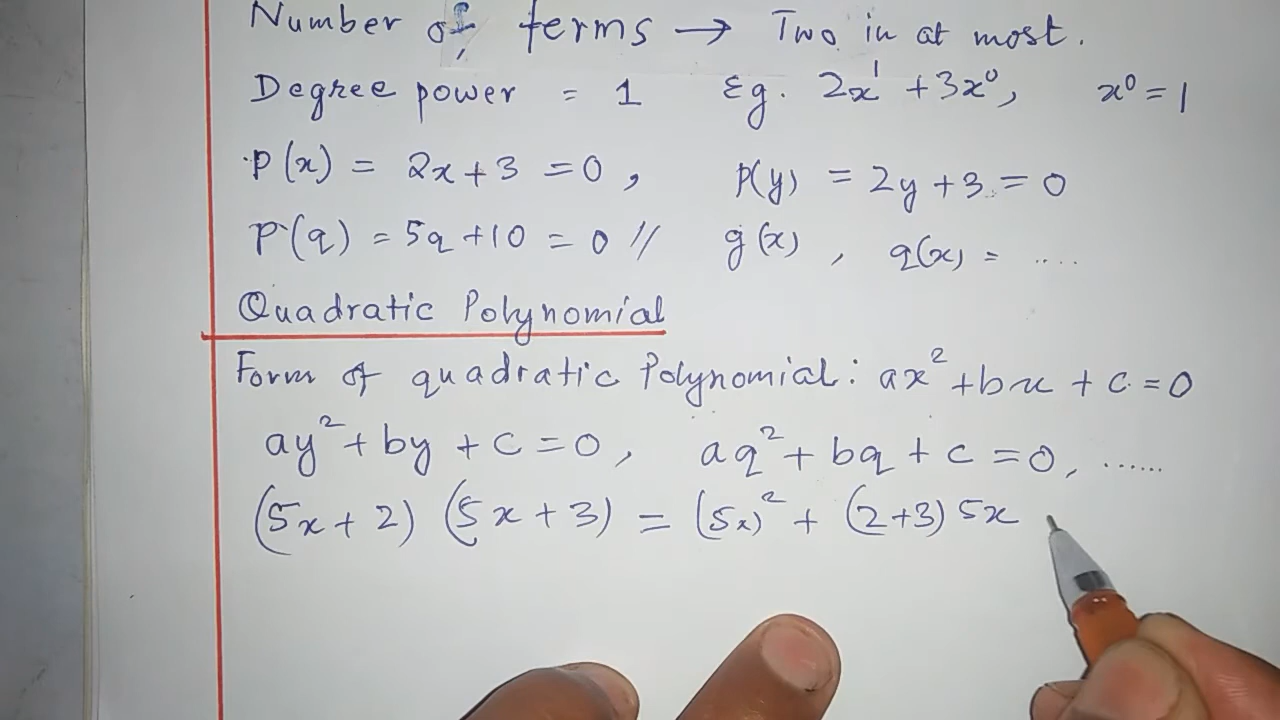 Number of terms → Two in at most.
Degree power = 1 Eg. 2x¹ + 3x⁰, x⁰ = 1
P(x) = 2x + 3 = 0, P(y) = 2y + 3 = 0
P(q) = 5q + 10 = 0 // g(x), q(x) = ....
Quadratic Polynomial
Form of quadratic Polynomial: ax² + bx + c = 0
ay² + by + c = 0, aq² + bq + c = 0, ......
(5x + 2) (5x + 3) = (5x)² + (2+3) 5x